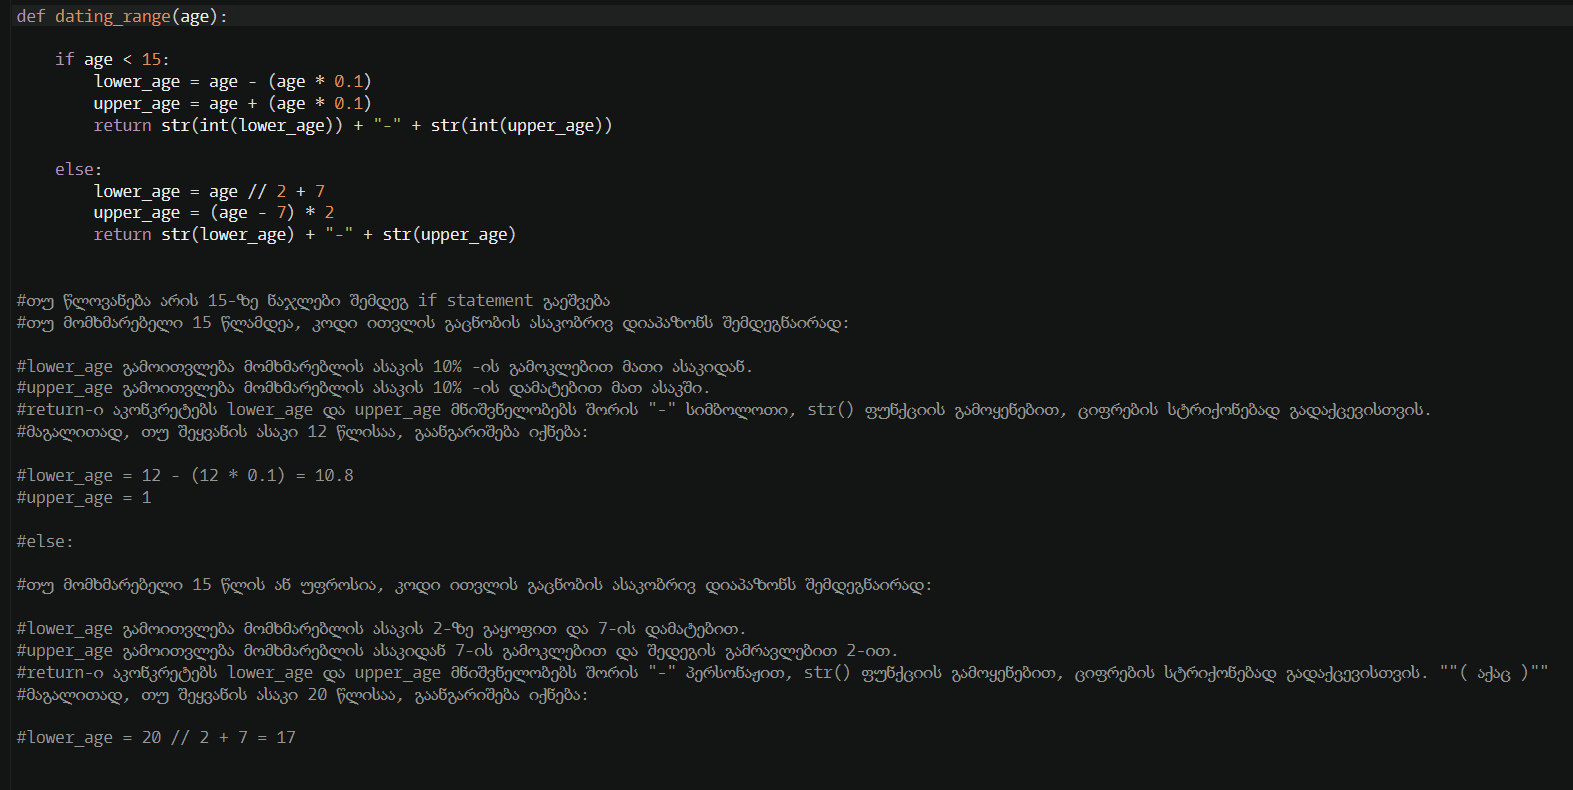 def dating_range(age):
    if age < 15:
        lower_age = age - (age * 0.1)
        upper_age = age + (age * 0.1)
        return str(int(lower_age)) + "-" + str(int(upper_age))
    else:
        lower_age = age // 2 + 7
        upper_age = (age - 7) * 2
        return str(lower_age) + "-" + str(upper_age)
#თუ წლოვანება არის 15-ზე ნაჯლები შემდეგ if statement გაეშვება
#თუ მომხმარებელი 15 წლამდეა, კოდი ითვლის გაცნობის ასაკობრივ დიაპაზონს შემდეგნაირად:
#lower_age გამოითვლება მომხმარებლის ასაკის 10% -ის გამოკლებით მათი ასაკიდან.
#upper_age გამოითვლება მომხმარებლის ასაკის 10% -ის დამატებით მათ ასაკში.
#return-ი აკონკრეტებს lower_age და upper_age მნიშვნელობებს შორის "-" სიმბოლოთი, str() ფუნქციის გამოყენებით, ციფრების სტრიქონებად გადაქცევისთვის.
#მაგალითად, თუ შეყვანის ასაკი 12 წლისაა, გაანგარიშება იქნება:
#lower_age = 12 - (12 * 0.1) = 10.8
#upper_age = 1
#else:
#თუ მომხმარებელი 15 წლის ან უფროსია, კოდი ითვლის გაცნობის ასაკობრივ დიაპაზონს შემდეგნაირად:
#lower_age გამოითვლება მომხმარებლის ასაკის 2-ზე გაყოფით და 7-ის დამატებით.
#upper_age გამოითვლება მომხმარებლის ასაკიდან 7-ის გამოკლებით და შედეგის გამრავლებით 2-ით.
#return-ი აკონკრეტებს lower_age და upper_age მნიშვნელობებს შორის "-" პერსონაჟით, str() ფუნქციის გამოყენებით, ციფრების სტრიქონებად გადაქცევისთვის. ""( აქაც )""
#მაგალითად, თუ შეყვანის ასაკი 20 წლისაა, გაანგარიშება იქნება:
#lower_age = 20 // 2 + 7 = 17